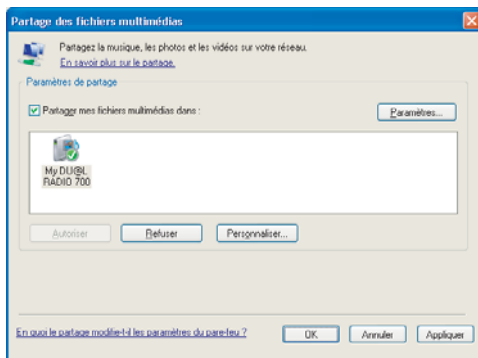 Partage des fichiers multimédias
Partagez la musique, les photos et les vidéos sur votre réseau.
En savoir plus sur le partage.
Paramètres de partage
Partager mes fichiers multimédias dans :
Paramètres...
My DU@L
RADIO 700
Autoriser
Refuser
Personnaliser...
En quoi le partage modifie-t-il les paramètres du pare-feu ?
OK
Annuler
Appliquer